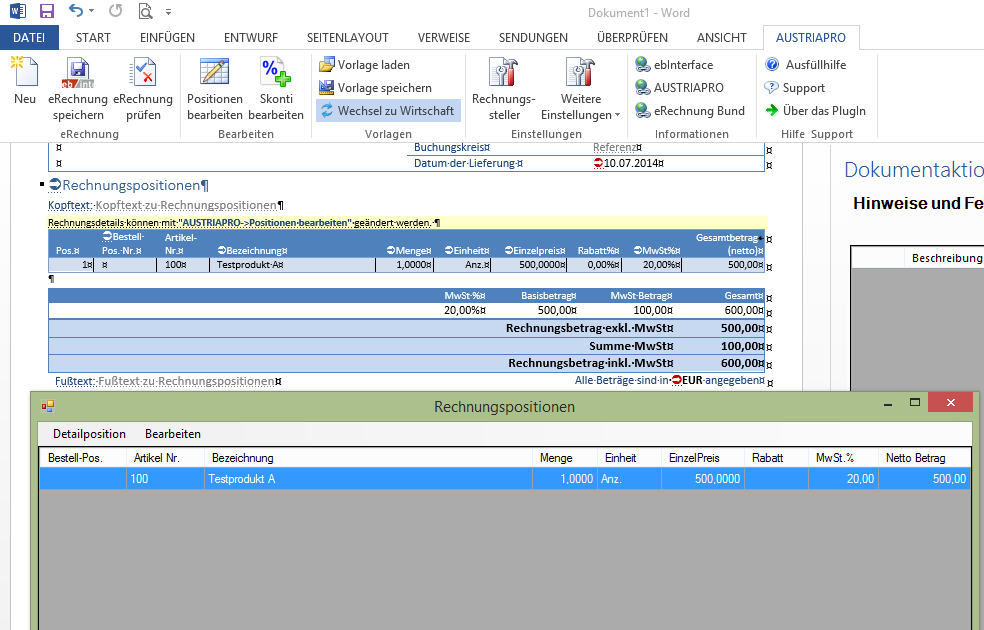 Dokument1 - Word
DATEI START EINFÜGEN ENTWURF SEITENLAYOUT VERWEISE SENDUNGEN ÜBERPRÜFEN ANSICHT AUSTRIAPRO
Neu
eRechnung speichern
eRechnung prüfen
eRechnung
Positionen bearbeiten
Skonti bearbeiten
Bearbeiten
Vorlage laden
Vorlage speichern
Wechsel zu Wirtschaft
Vorlagen
Rechnungs-steller
Weitere Einstellungen
Einstellungen
ebInterface
AUSTRIAPRO
eRechnung Bund
Informationen
Ausfüllhilfe
Support
Über das PlugIn
Hilfe Support
Buchungskreis¤ Referenz¤
Datum·der·Lieferung¤ 10.07.2014¤
Rechnungspositionen¶
Kopftext:·Kopftext·zu·Rechnungspositionen¶
Rechnungsdetails·können·mit·"AUSTRIAPRO->Positionen·bearbeiten"·geändert·werden.·¶
Pos.¤ Bestell-Pos.-Nr.¤ Artikel-Nr.¤ Bezeichnung¤ Menge¤ Einheit¤ Einzelpreis¤ Rabatt%¤ MwSt%¤ Gesamtbetrag (netto)¤
1¤ ¤ 100¤ Testprodukt·A¤ 1,0000¤ Anz.¤ 500,0000¤ 0,00%¤ 20,00%¤ 500,00¤
¶
MwSt·%¤ Basisbetrag¤ MwSt·Betrag¤ Gesamt¤
20,00%¤ 500,00¤ 100,00¤ 600,00¤
Rechnungsbetrag·exkl.·MwSt¤ 500,00¤
Summe·MwSt¤ 100,00¤
Rechnungsbetrag·inkl.·MwSt¤ 600,00¤
Fußtext:·Fußtext·zu·Rechnungspositionen¤ Alle·Beträge·sind·in·EUR·angegeben¤
Dokumentaktio
Hinweise und Fe
Beschreibung
Rechnungspositionen
Detailposition Bearbeiten
Bestell-Pos. Artikel Nr. Bezeichnung Menge Einheit EinzelPreis Rabatt MwSt.% Netto Betrag
100 Testprodukt A 1,0000 Anz. 500,0000 20,00 500,00